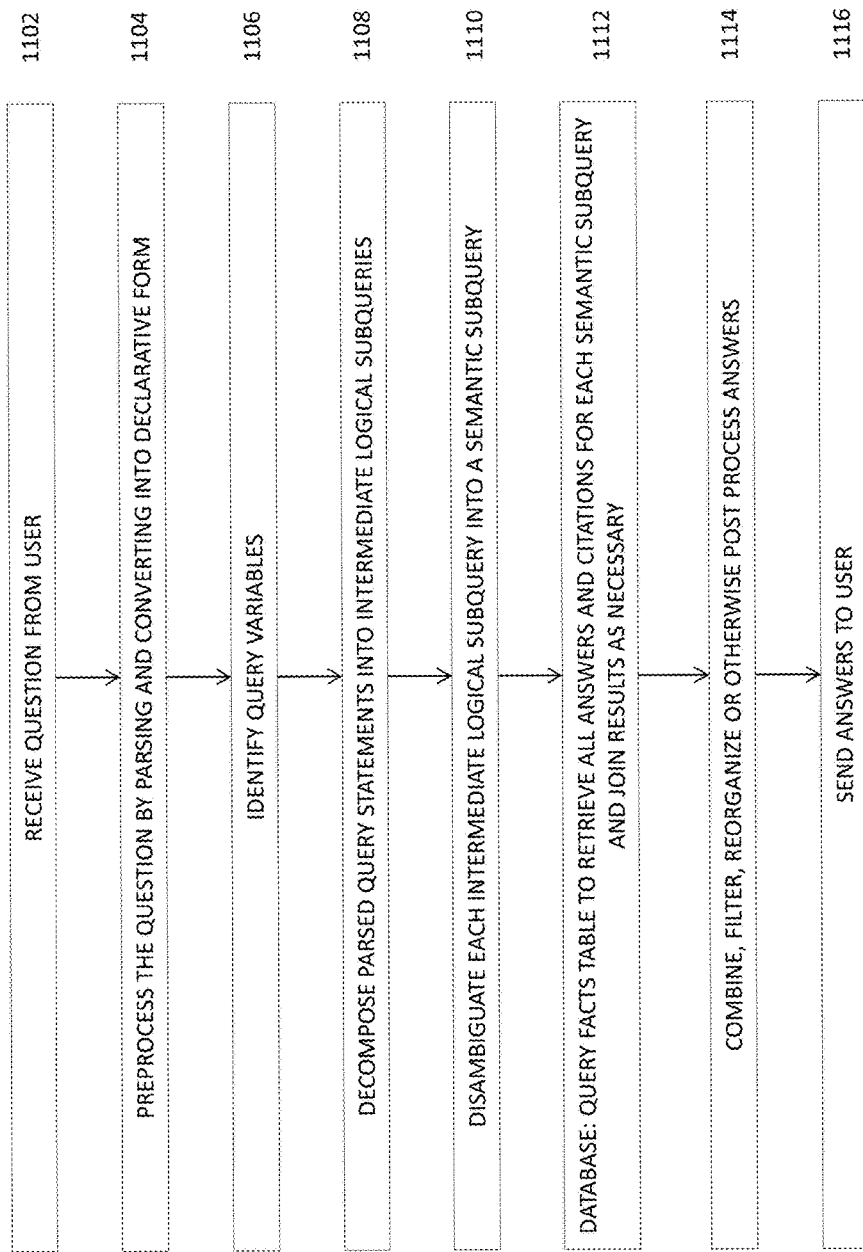 RECEIVE QUESTION FROM USER 1102
PREPROCESS THE QUESTION BY PARSING AND CONVERTING INTO DECLARATIVE FORM 1104
IDENTIFY QUERY VARIABLES 1106
DECOMPOSE PARSED QUERY STATEMENTS INTO INTERMEDIATE LOGICAL SUBQUERIES 1108
DISAMBIGUATE EACH INTERMEDIATE LOGICAL SUBQUERY INTO A SEMANTIC SUBQUERY 1110
DATABASE: QUERY FACTS TABLE TO RETRIEVE ALL ANSWERS AND CITATIONS FOR EACH SEMANTIC SUBQUERY 1112
AND JOIN RESULTS AS NECESSARY
COMBINE, FILTER, REORGANIZE OR OTHERWISE POST PROCESS ANSWERS 1114
SEND ANSWERS TO USER 1116